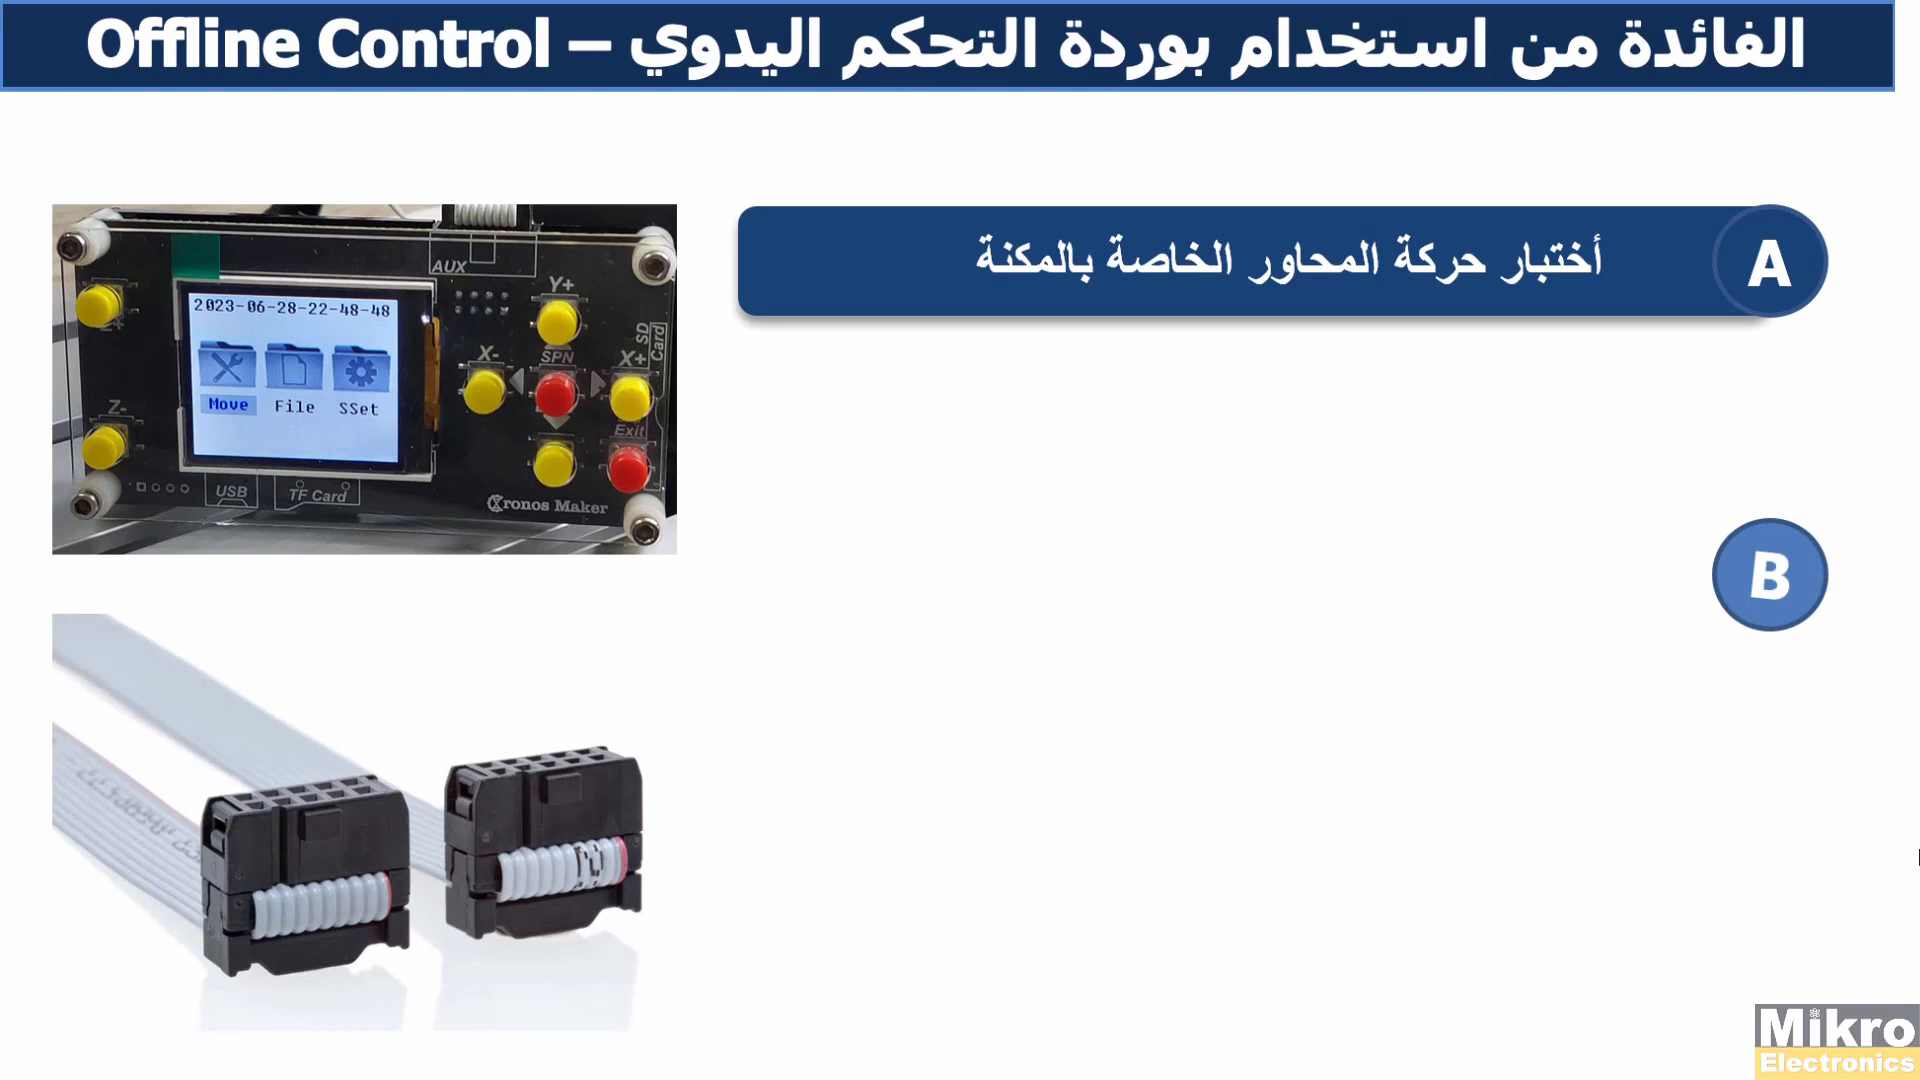 الفائدة من استخدام بوردة التحكم اليدوي – Offline Control
أختبار حركة المحاور الخاصة بالمكنة
A
B
AUX
2023-06-28-22-48-48
Move
File
SSet
Z-
Y+
X-
SPN
X+
SD Card
Exit
USB
TF Card
Kronos Maker
Mikro
Electronics